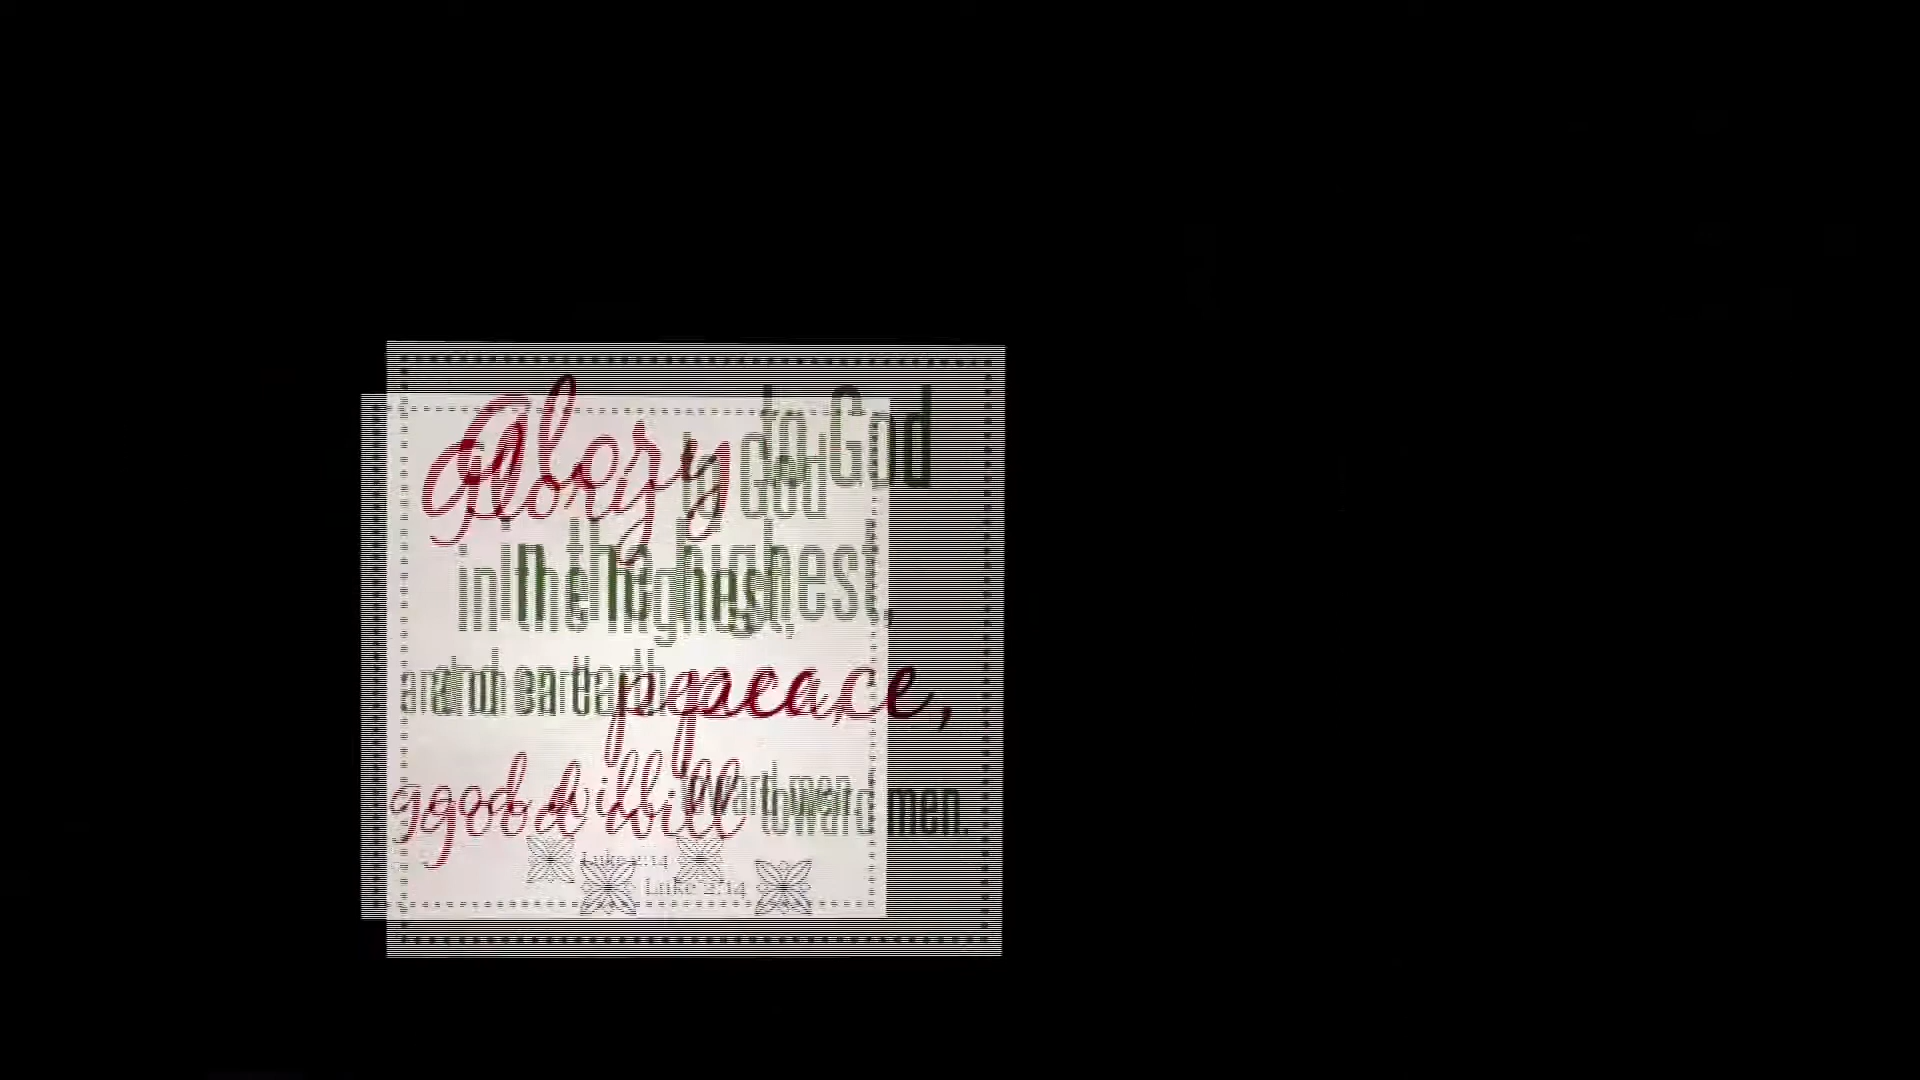 Glory to God
in the highest,
and on earth peace,
good will toward men.
Luke 2:14